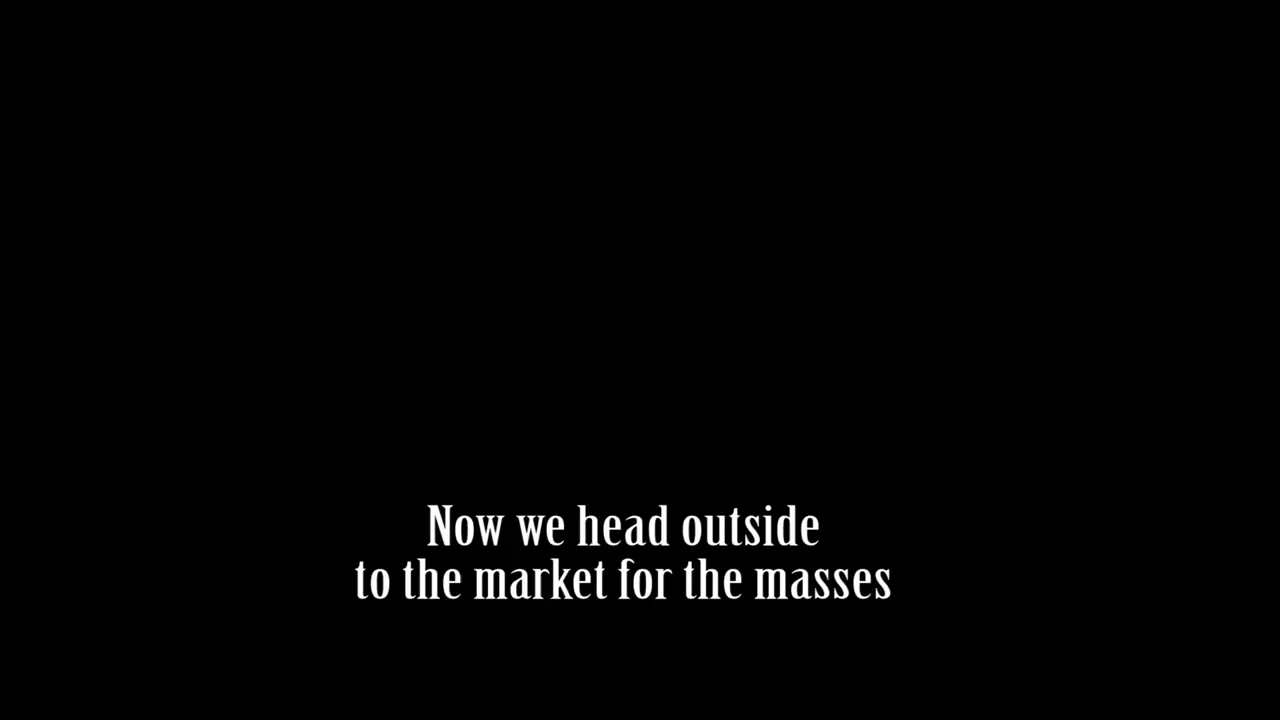 Now we head outside
to the market for the masses